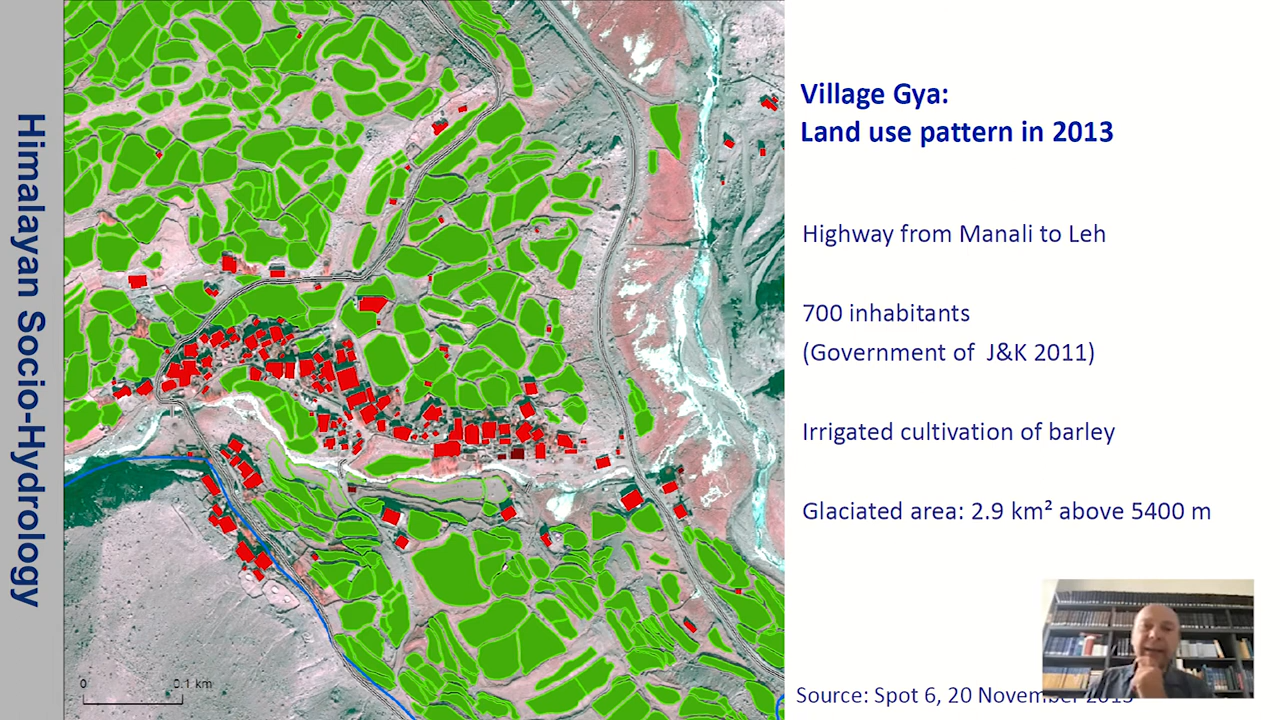 Himalayan Socio-Hydrology
Village Gya:
Land use pattern in 2013
Highway from Manali to Leh
700 inhabitants
(Government of J&K 2011)
Irrigated cultivation of barley
Glaciated area: 2.9 km² above 5400 m
0 0.1 km
Source: Spot 6, 20 November 2013